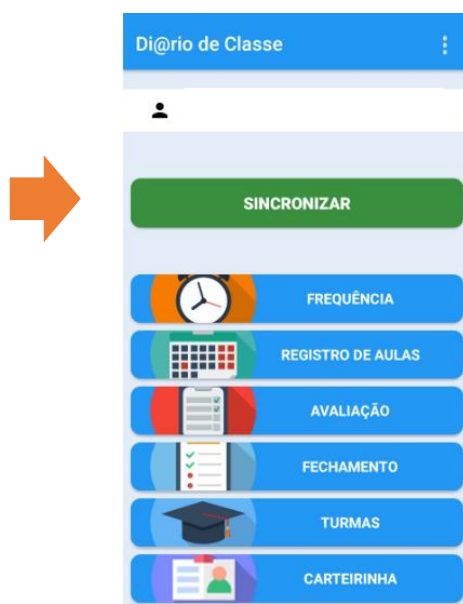 Di@rio de Classe
SINCRONIZAR
FREQUÊNCIA
REGISTRO DE AULAS
AVALIAÇÃO
FECHAMENTO
TURMAS
CARTEIRINHA